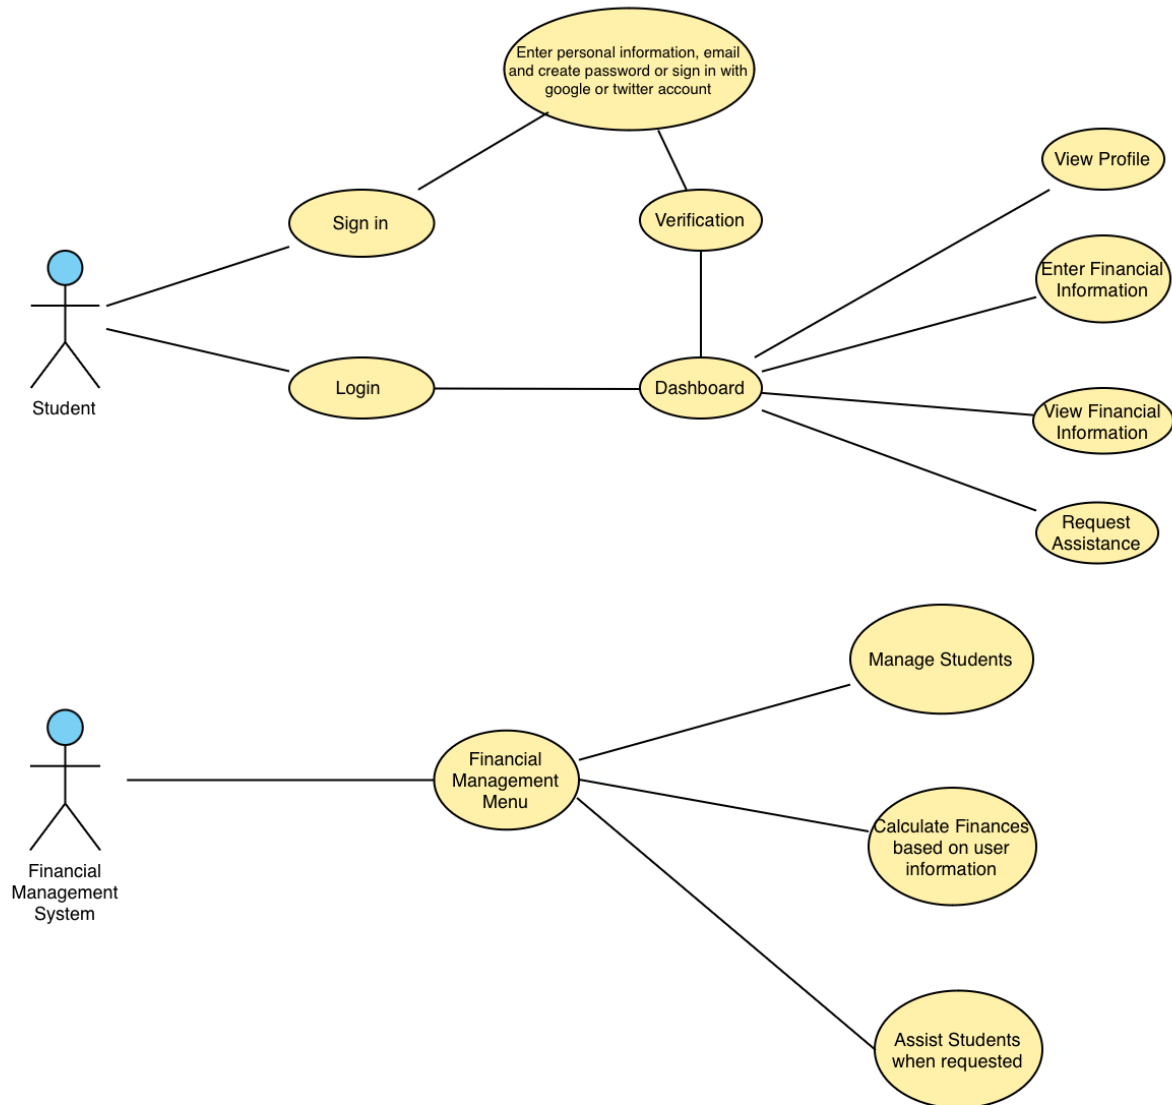 Enter personal information, email
and create password or sign in with
google or twitter account
View Profile
Sign in
Verification
Enter Financial
Information
Student
Login
Dashboard
View Financial
Information
Request
Assistance
Manage Students
Financial
Management
System
Financial
Management
Menu
Calculate Finances
based on user
information
Assist Students
when requested